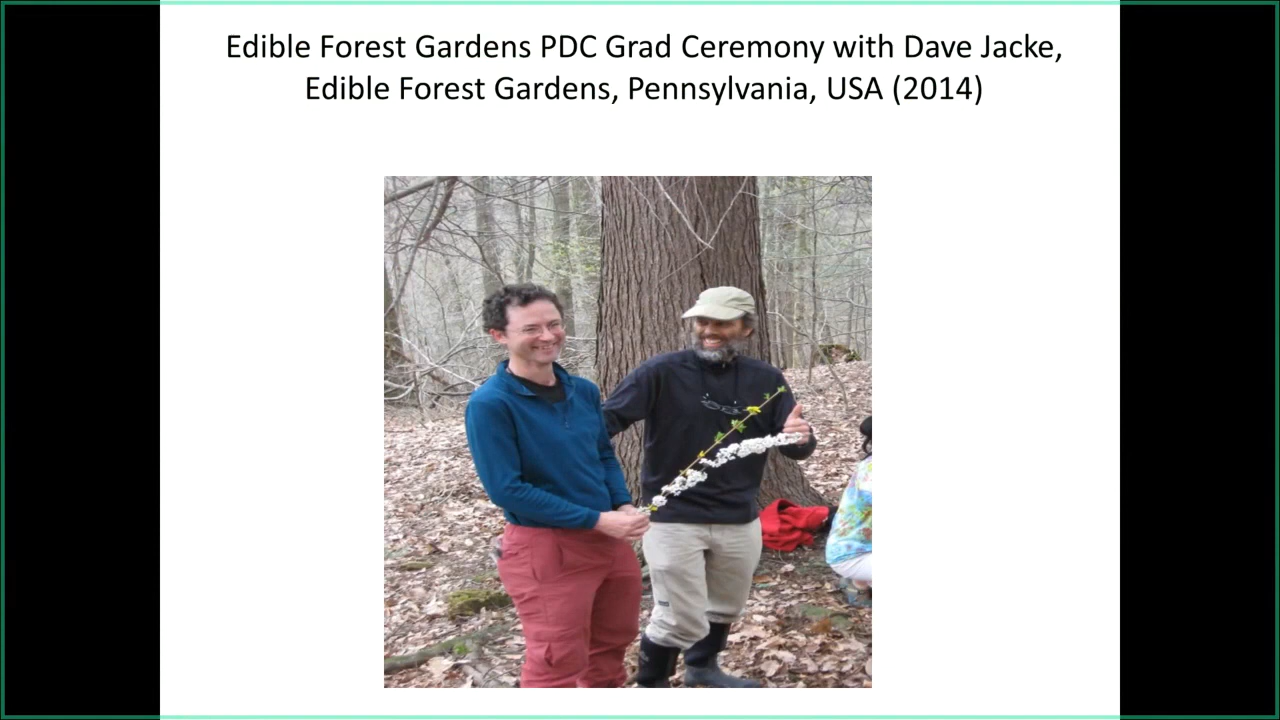 Edible Forest Gardens PDC Grad Ceremony with Dave Jacke,
Edible Forest Gardens, Pennsylvania, USA (2014)